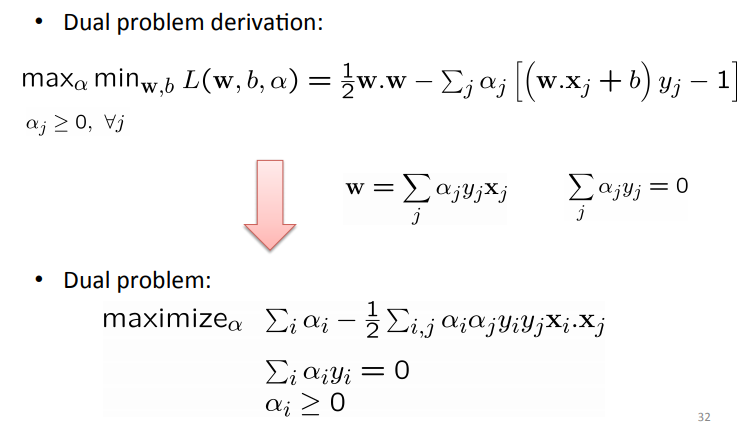 • Dual problem derivation:
max_α min_{w,b} L(w, b, α) = ½w.w − ∑_j α_j [(w.x_j + b) y_j − 1]
α_j ≥ 0, ∀j
w = ∑_j α_j y_j x_j    ∑_j α_j y_j = 0
• Dual problem:
maximize_α ∑_i α_i − ½ ∑_{i,j} α_i α_j y_i y_j x_i.x_j
∑_i α_i y_i = 0
α_i ≥ 0
32